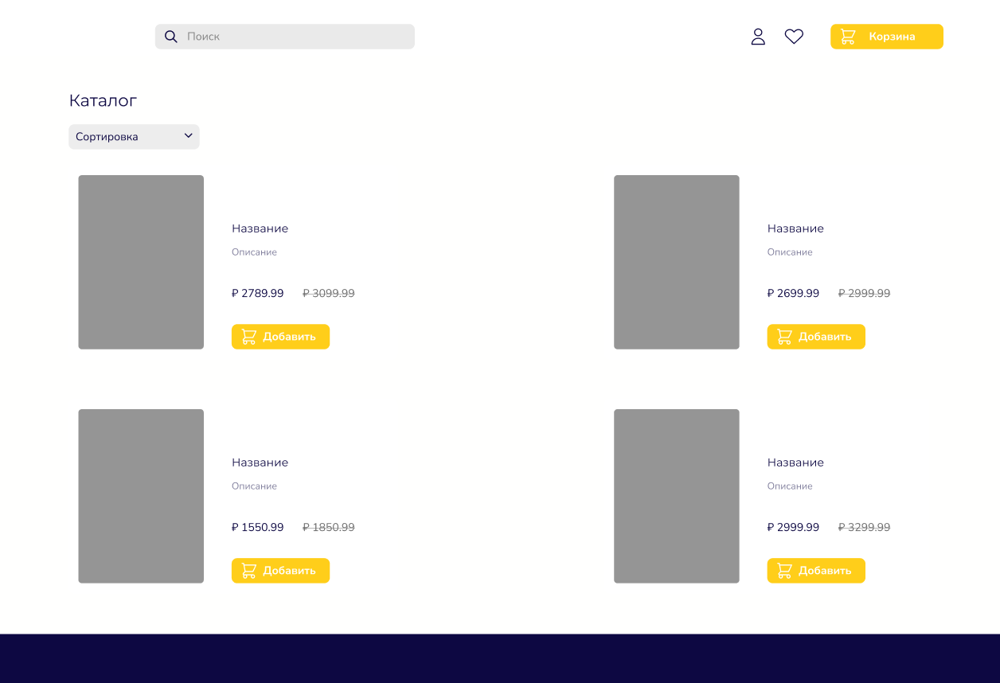 Поиск
Корзина
Каталог
Сортировка
Название
Описание
₽ 2789.99 ₽ 3099.99
Добавить
Название
Описание
₽ 2699.99 ₽ 2999.99
Добавить
Название
Описание
₽ 1550.99 ₽ 1850.99
Добавить
Название
Описание
₽ 2999.99 ₽ 3299.99
Добавить